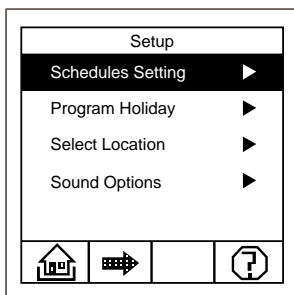 Setup
Schedules Setting
Program Holiday
Select Location
Sound Options
?